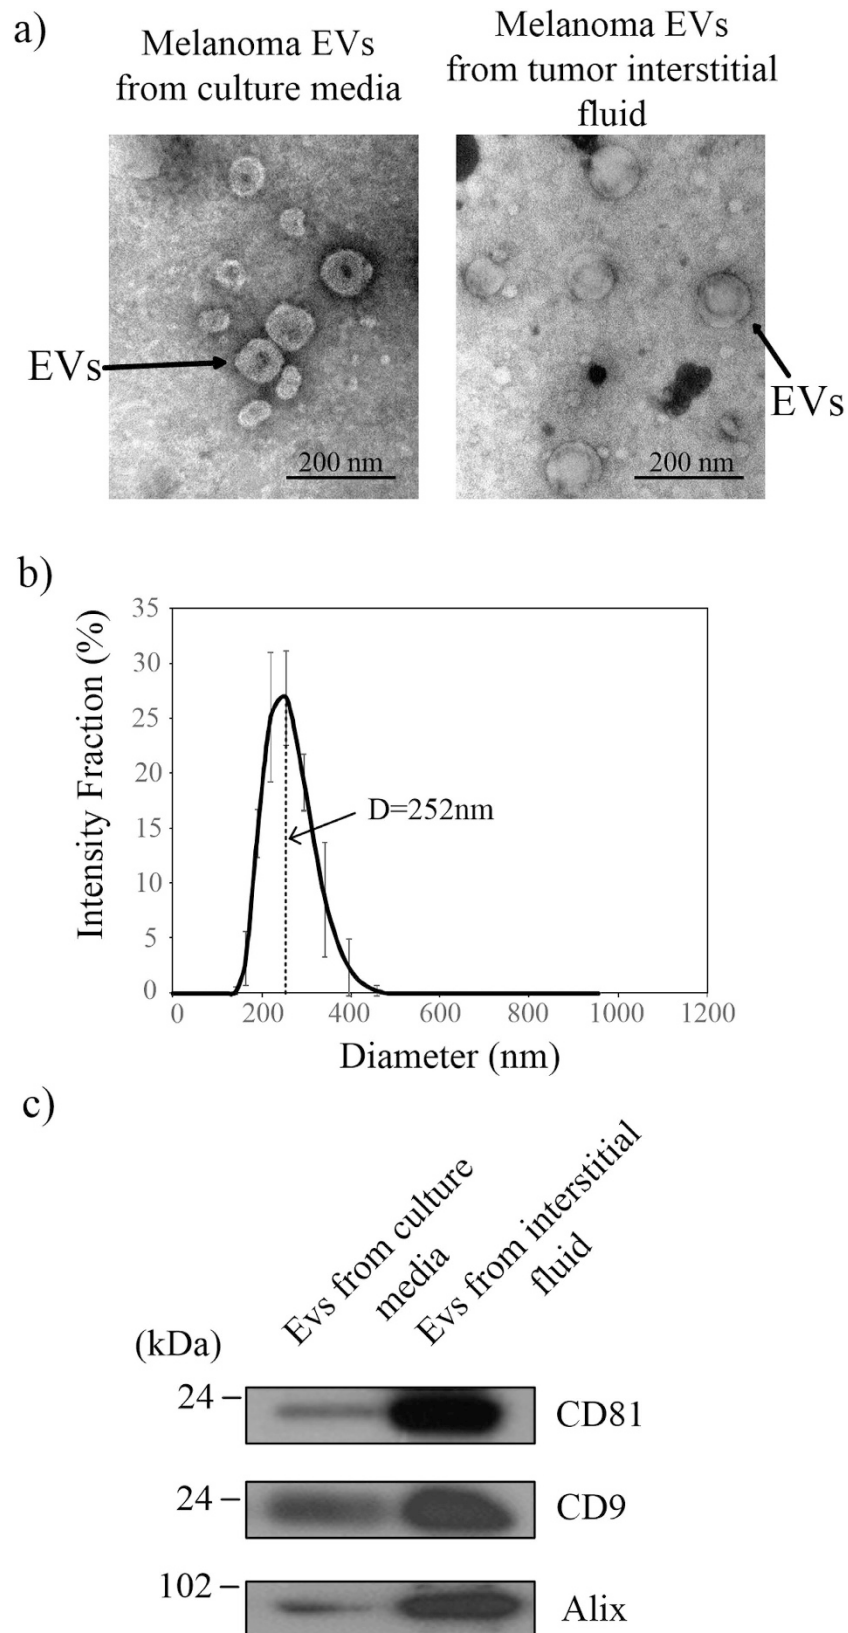 a)
Melanoma EVs
from culture media
Melanoma EVs
from tumor interstitial
fluid
EVs
200 nm
200 nm
EVs
b)
Intensity Fraction (%)
35
30
25
20
15
10
5
0
D=252nm
0 200 400 600 800 1000 1200
Diameter (nm)
c)
Evs from culture
media
Evs from interstitial
fluid
(kDa)
24
CD81
24
CD9
102
Alix